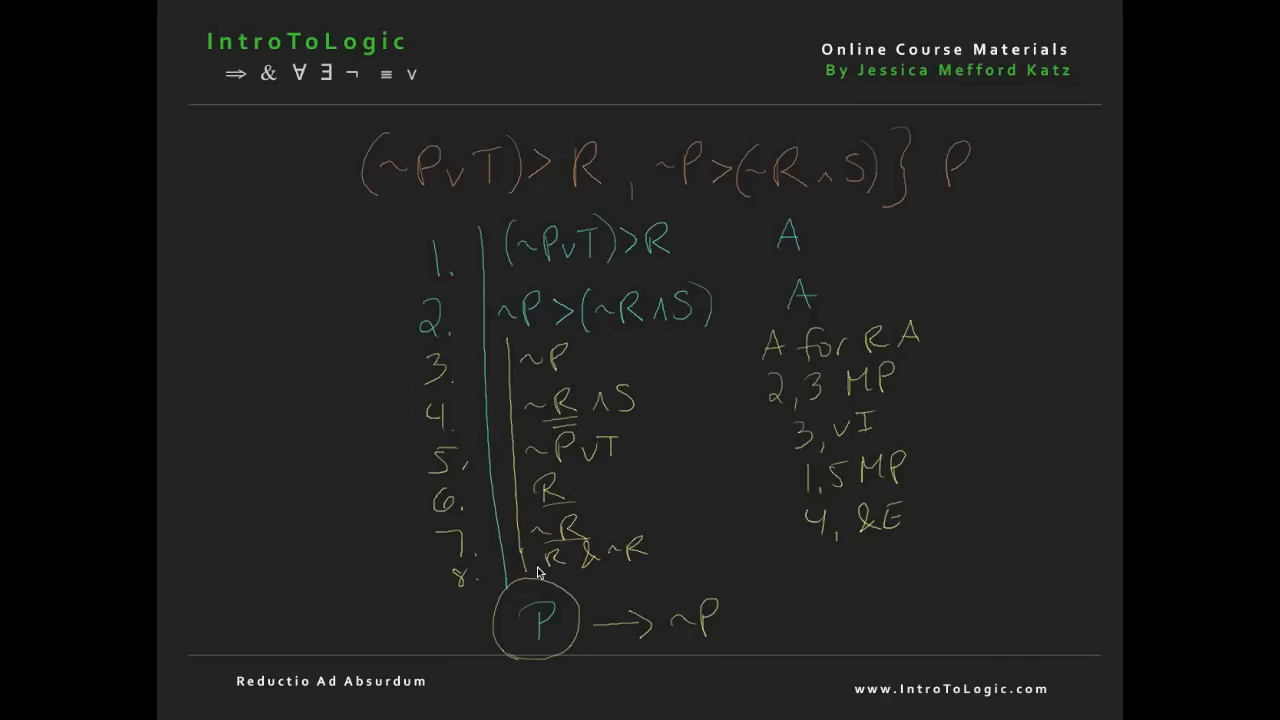 IntroToLogic
⇒ & ∀ ∃ ¬ ≡ v
Online Course Materials
By Jessica Mefford Katz
(~P∨T)>R, ~P>(~R∧S)} P
1. (~P∨T)>R A
2. ~P>(~R∧S) A
3. ~P A for RA
4. ~R∧S 2,3 MP
5. ~P∨T 3, ∨I
6. R 1,5 MP
7. ~R 4, &E
8. R & ~R
P → ~P
Reductio Ad Absurdum
www.IntroToLogic.com